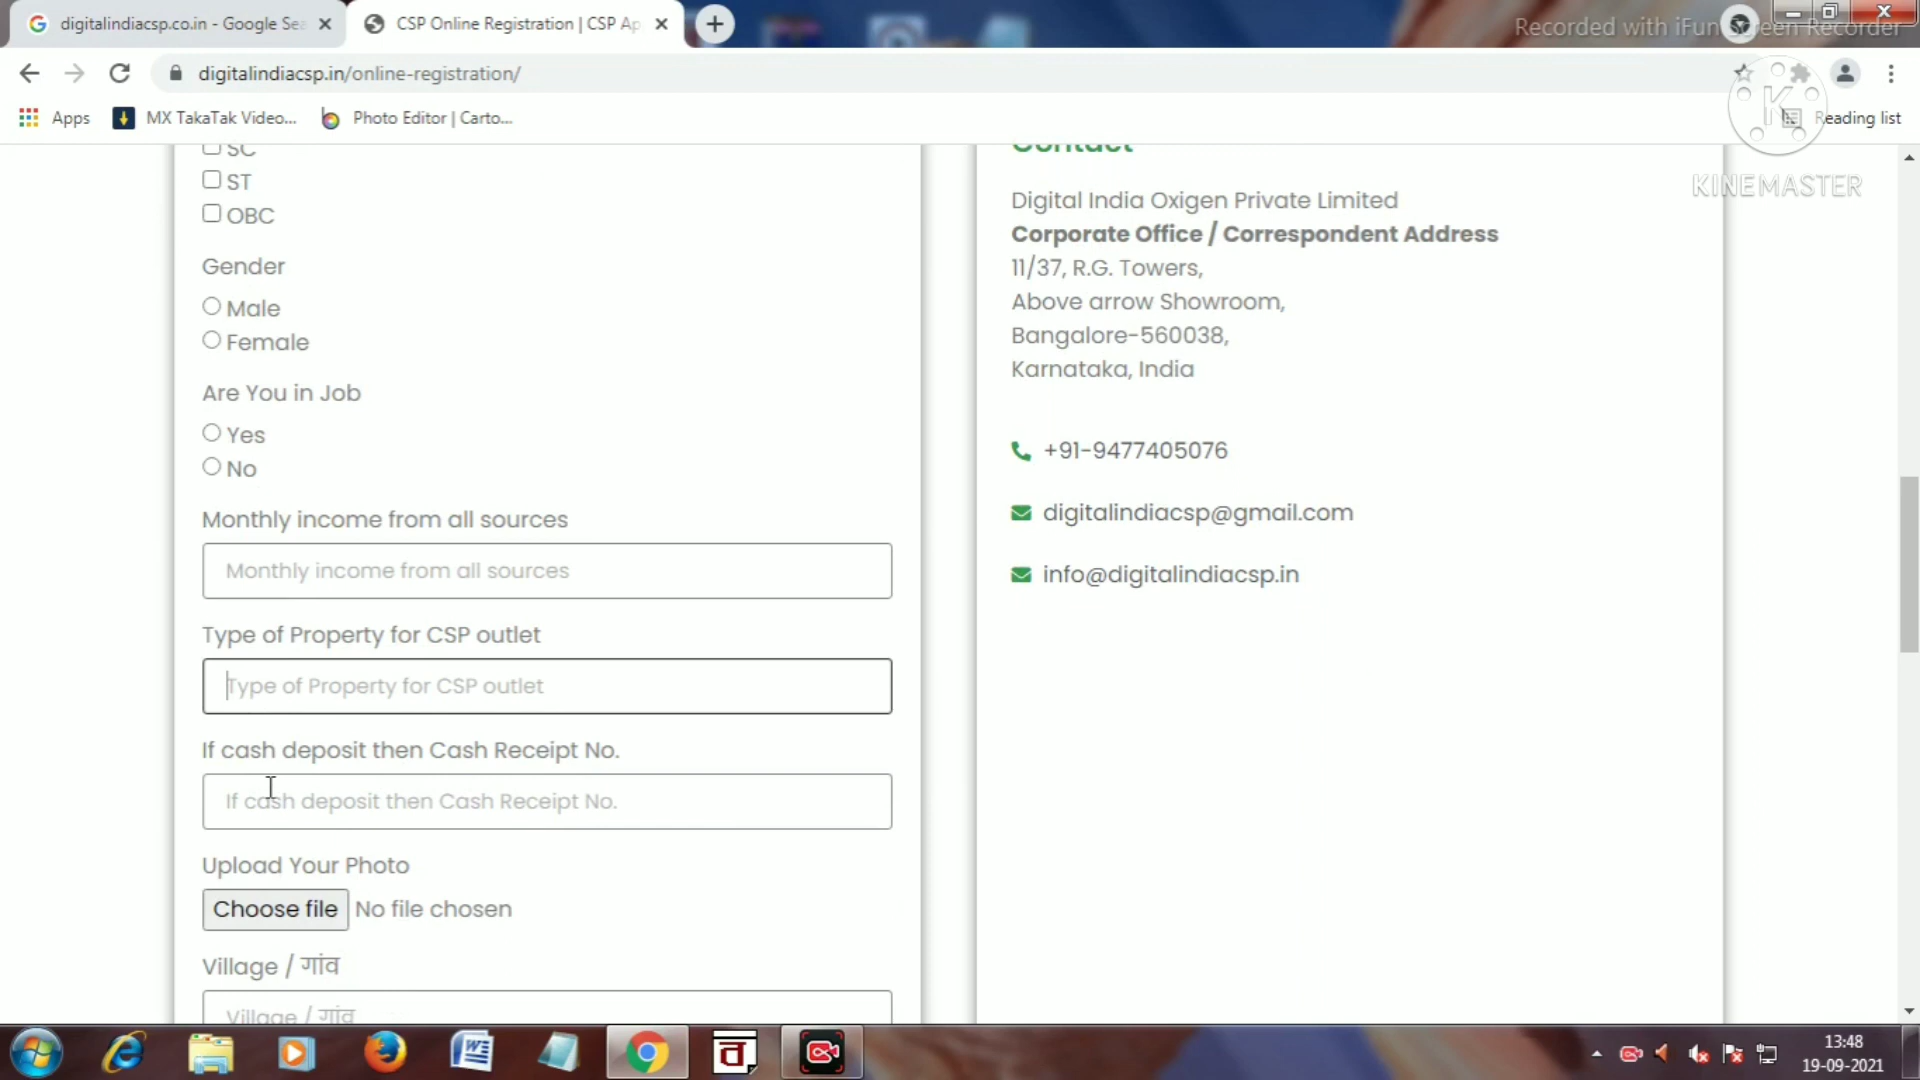 digitalindiacsp.co.in - Google Sea
CSP Online Registration | CSP Ap
Recorded with iFun Screen Recorder
digitalindiacsp.in/online-registration/
Apps
MX TakaTak Video...
Photo Editor | Carto...
Reading list
K
KINEMASTER
SC
ST
OBC
Gender
Male
Female
Are You in Job
Yes
No
Monthly income from all sources
Monthly income from all sources
Type of Property for CSP outlet
Type of Property for CSP outlet
If cash deposit then Cash Receipt No.
If cash deposit then Cash Receipt No.
Upload Your Photo
Choose file No file chosen
Village / गांव
Village / गांव
Contact
Digital India Oxigen Private Limited
Corporate Office / Correspondent Address
11/37, R.G. Towers,
Above arrow Showroom,
Bangalore-560038,
Karnataka, India
+91-9477405076
digitalindiacsp@gmail.com
info@digitalindiacsp.in
13:48
19-09-2021